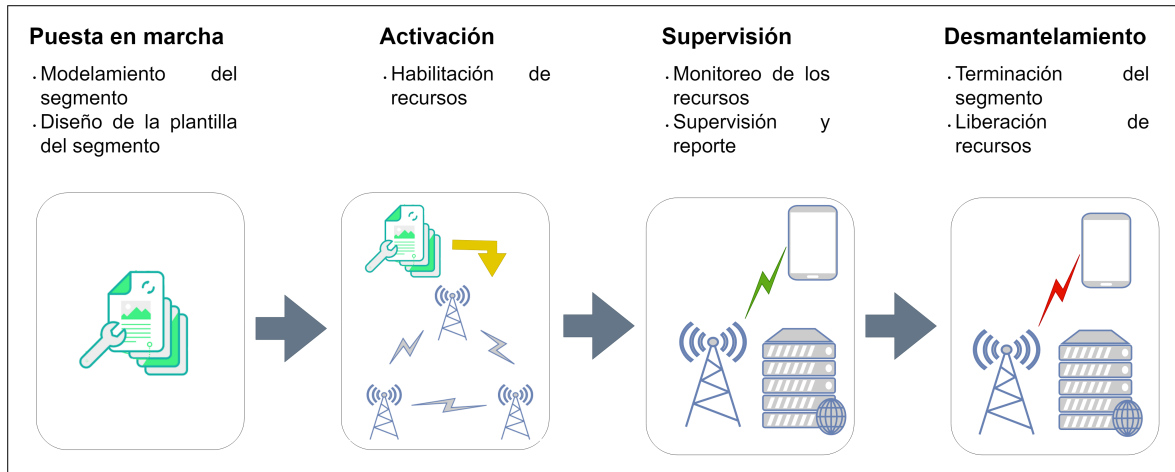 Puesta en marcha
· Modelamiento del
segmento
· Diseño de la plantilla
del segmento
Activación
· Habilitación de
recursos
Supervisión
· Monitoreo de los
recursos
· Supervisión y
reporte
Desmantelamiento
· Terminación del
segmento
· Liberación de
recursos